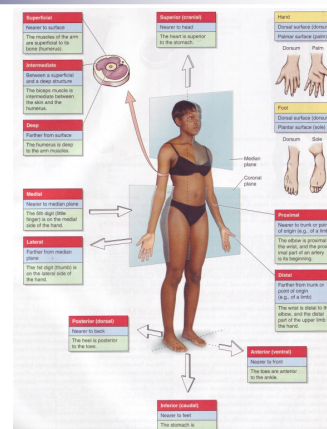 Superficial
Nearer to surface
The muscles of the arm
are superficial to its
bone (humerus).
Intermediate
Between a superficial
and a deep structure
The biceps muscle is
intermediate between
the skin and the
humerus.
Deep
Farther from surface
The humerus is deep
to the arm muscles.
Superior (cranial)
Nearer to head
The heart is superior
to the stomach.
Hand
Dorsal surface (dorsum
Palmar surface (palm)
Dorsum Palm
Foot
Dorsal surface (dorsum
Plantar surface (sole)
Dorsum Sole
Median
plane
Coronal
plane
Medial
Nearer to median plane
The 5th digit (little
finger) is on the medial
side of the hand.
Lateral
Farther from median
plane
The 1st digit (thumb) is
on the lateral side of
the hand.
Proximal
Nearer to trunk or point
of origin (e.g., of a limb
The elbow is proximal
the wrist, and the prox
imal part of an artery
is its beginning.
Distal
Farther from trunk or
point of origin
(e.g., of a limb)
The wrist is distal to the
elbow, and the distal
part of the upper limb
the hand.
Posterior (dorsal)
Nearer to back
The heel is posterior
to the toes.
Anterior (ventral)
Nearer to front
The toes are anterior
to the ankle.
Inferior (caudal)
Nearer to feet
The stomach is